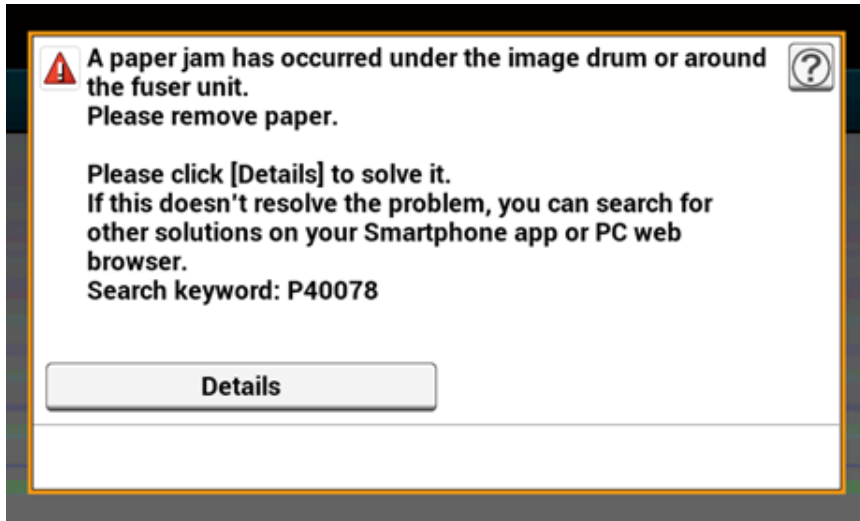 A paper jam has occurred under the image drum or around
the fuser unit.
Please remove paper.
Please click [Details] to solve it.
If this doesn't resolve the problem, you can search for
other solutions on your Smartphone app or PC web
browser.
Search keyword: P40078
Details